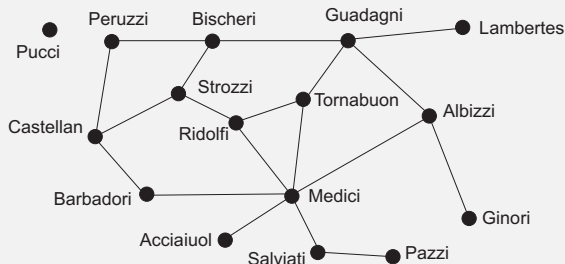 Peruzzi
Bischeri
Guadagni
Lambertes
Pucci
Strozzi
Tornabuon
Albizzi
Castellan
Ridolfi
Barbadori
Medici
Ginori
Acciaiuol
Salviati
Pazzi